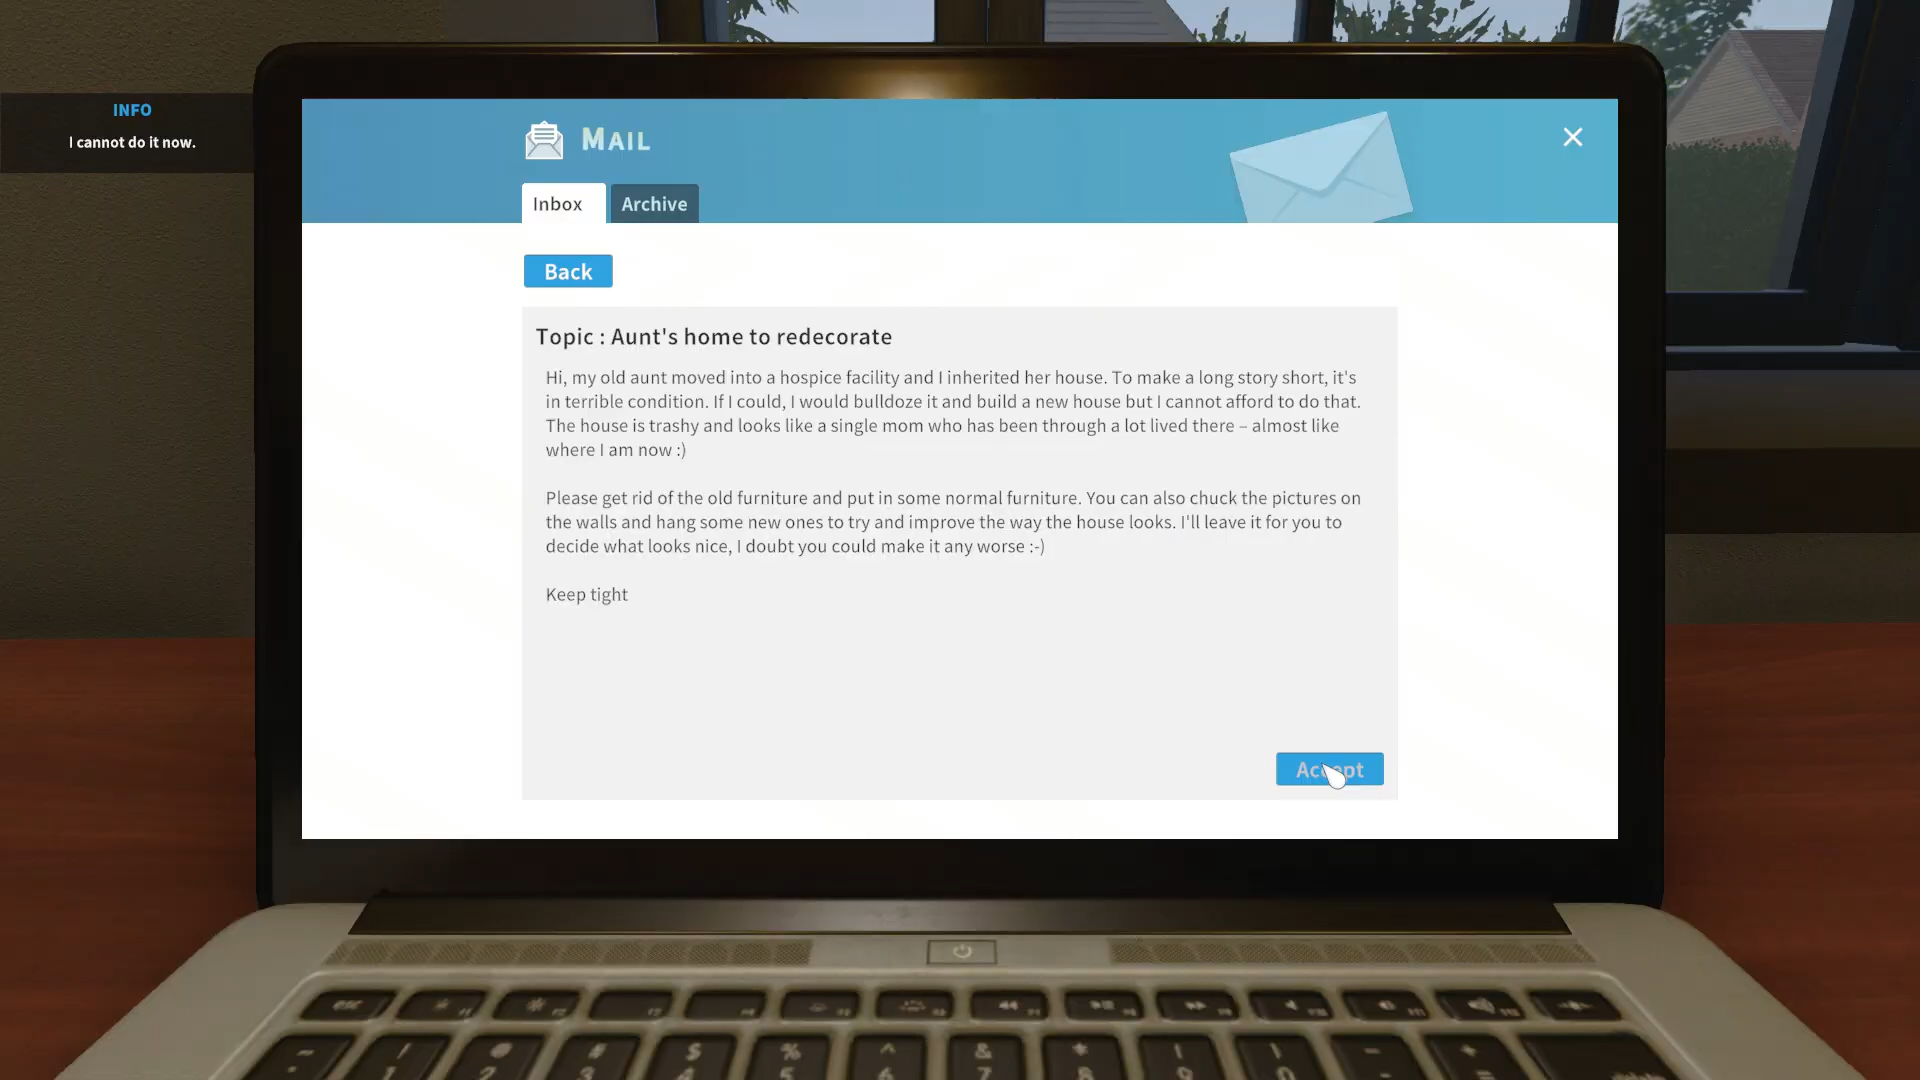 INFO
I cannot do it now.
MAIL
Inbox
Archive
Back
Topic : Aunt's home to redecorate
Hi, my old aunt moved into a hospice facility and I inherited her house. To make a long story short, it's
in terrible condition. If I could, I would bulldoze it and build a new house but I cannot afford to do that.
The house is trashy and looks like a single mom who has been through a lot lived there – almost like
where I am now :)
Please get rid of the old furniture and put in some normal furniture. You can also chuck the pictures on
the walls and hang some new ones to try and improve the way the house looks. I'll leave it for you to
decide what looks nice, I doubt you could make it any worse :-)
Keep tight
Accept
esc